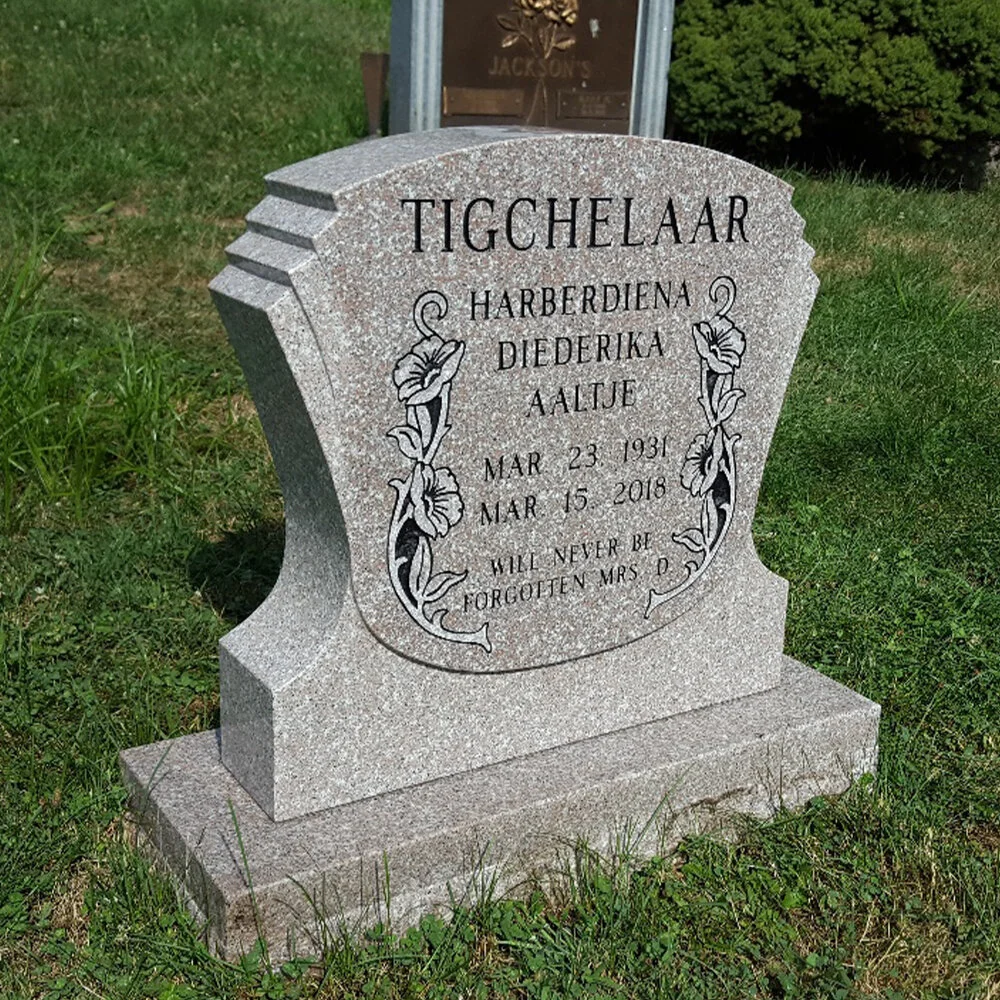 JACKSON'S
TIGCHELAAR
HARBERDIENA
DIEDERIKA
AALTJE
MAR. 23. 1931
MAR. 15. 2018
WILL NEVER BE
FORGOTTEN MRS. D.